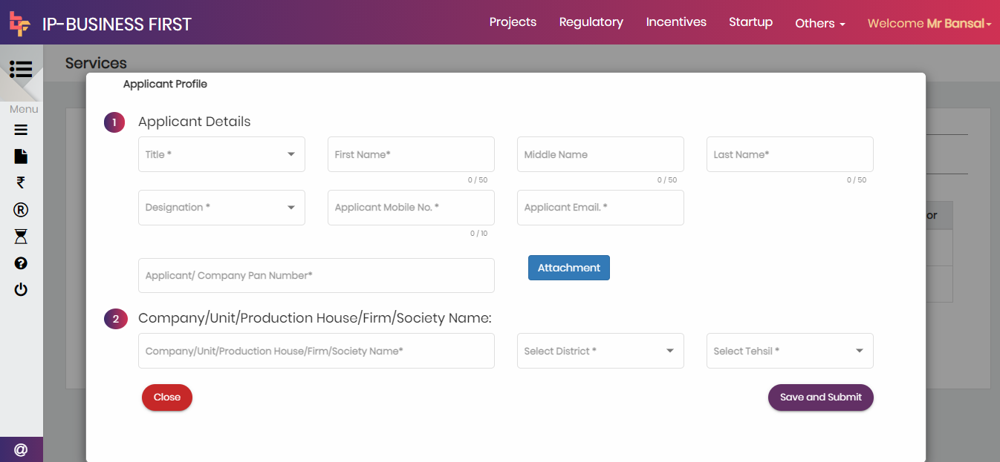 IP-BUSINESS FIRST
Projects Regulatory Incentives Startup Others Welcome Mr Bansal
Services
Menu
Applicant Profile
1 Applicant Details
Title * First Name* Middle Name Last Name*
0 / 50 0 / 50 0 / 50
Designation * Applicant Mobile No. * Applicant Email. *
0 / 10
Applicant/ Company Pan Number* Attachment
2 Company/Unit/Production House/Firm/Society Name:
Company/Unit/Production House/Firm/Society Name* Select District * Select Tehsil *
Close Save and Submit
or
@